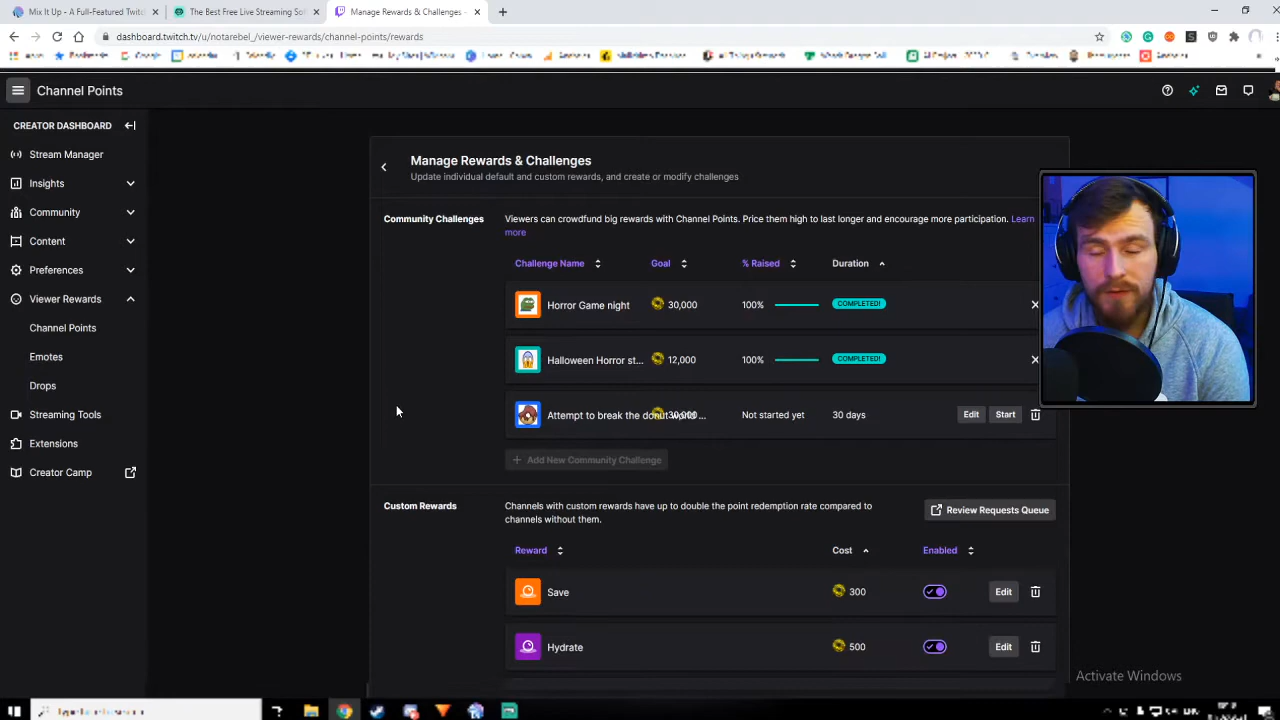 Mix It Up - A Full-Featured Twitc
The Best Free Live Streaming Sof
Manage Rewards & Challenges -
dashboard.twitch.tv/u/notarebel_/viewer-rewards/channel-points/rewards
Channel Points
CREATOR DASHBOARD
Stream Manager
Insights
Community
Content
Preferences
Viewer Rewards
Channel Points
Emotes
Drops
Streaming Tools
Extensions
Creator Camp
Manage Rewards & Challenges
Update individual default and custom rewards, and create or modify challenges
Community Challenges
Viewers can crowdfund big rewards with Channel Points. Price them high to last longer and encourage more participation. Learn
more
Challenge Name Goal % Raised Duration
Horror Game night 30,000 100% COMPLETED!
Halloween Horror st... 12,000 100% COMPLETED!
Attempt to break the donut world ... 30,000 Not started yet 30 days Edit Start
+ Add New Community Challenge
Custom Rewards
Channels with custom rewards have up to double the point redemption rate compared to
channels without them.
Review Requests Queue
Reward Cost Enabled
Save 300 Edit
Hydrate 500 Edit
Activate Windows